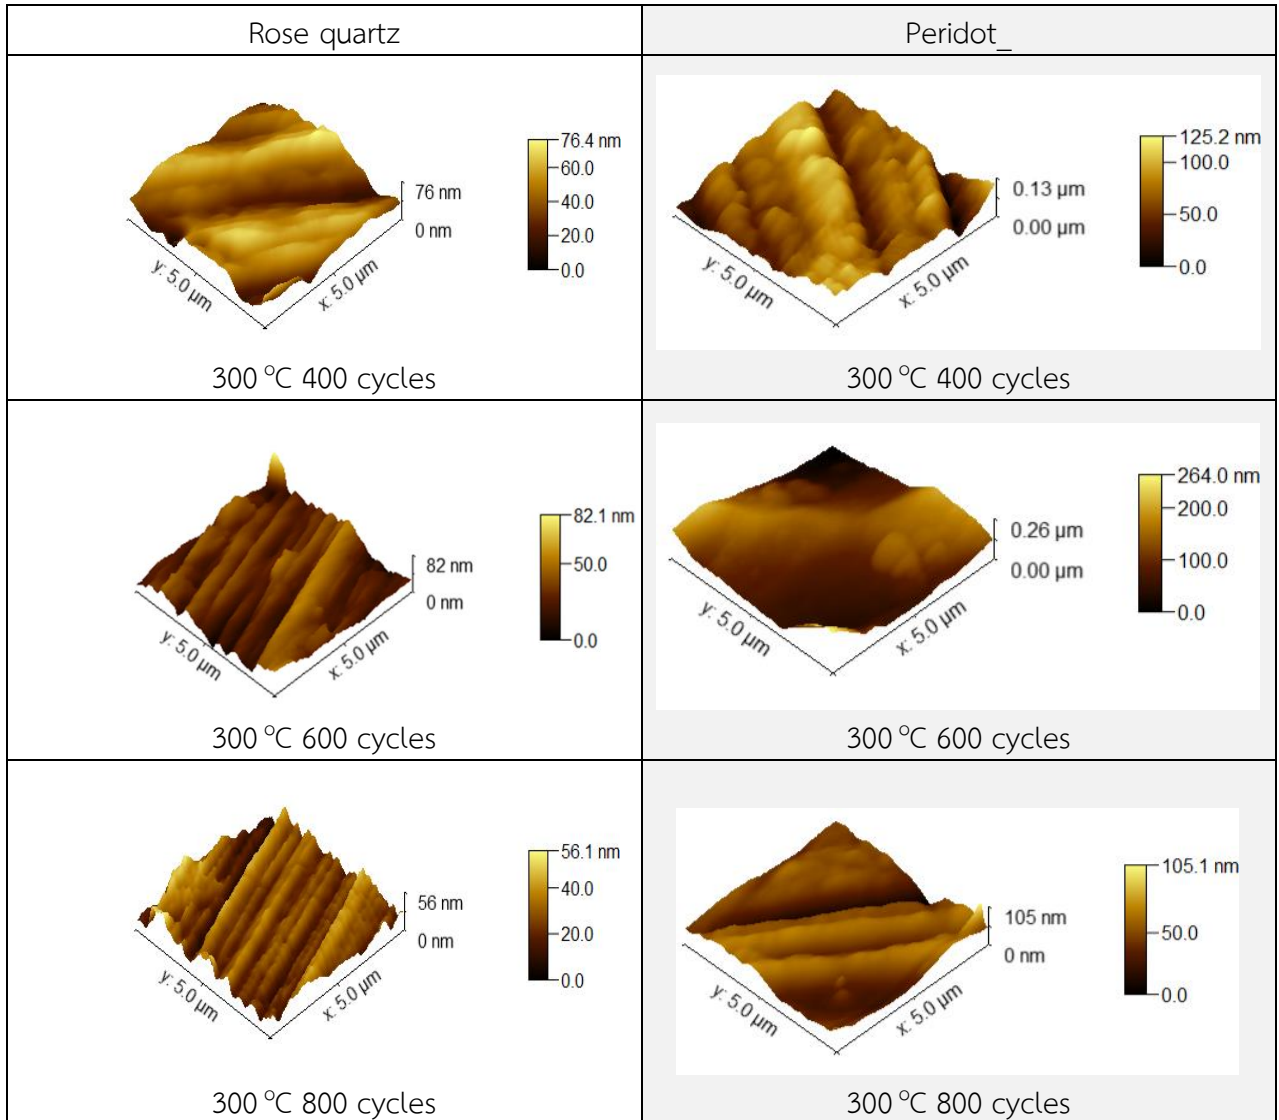 Rose quartz
Peridot_
76.4 nm
60.0
40.0
20.0
0.0
76 nm
0 nm
y: 5.0 µm
x: 5.0 µm
300 °C 400 cycles
125.2 nm
100.0
50.0
0.0
0.13 µm
0.00 µm
y: 5.0 µm
x: 5.0 µm
300 °C 400 cycles
82.1 nm
50.0
0.0
82 nm
0 nm
y: 5.0 µm
x: 5.0 µm
300 °C 600 cycles
264.0 nm
200.0
100.0
0.0
0.26 µm
0.00 µm
y: 5.0 µm
x: 5.0 µm
300 °C 600 cycles
56.1 nm
40.0
20.0
0.0
56 nm
0 nm
y: 5.0 µm
x: 5.0 µm
300 °C 800 cycles
105.1 nm
50.0
0.0
105 nm
0 nm
y: 5.0 µm
x: 5.0 µm
300 °C 800 cycles